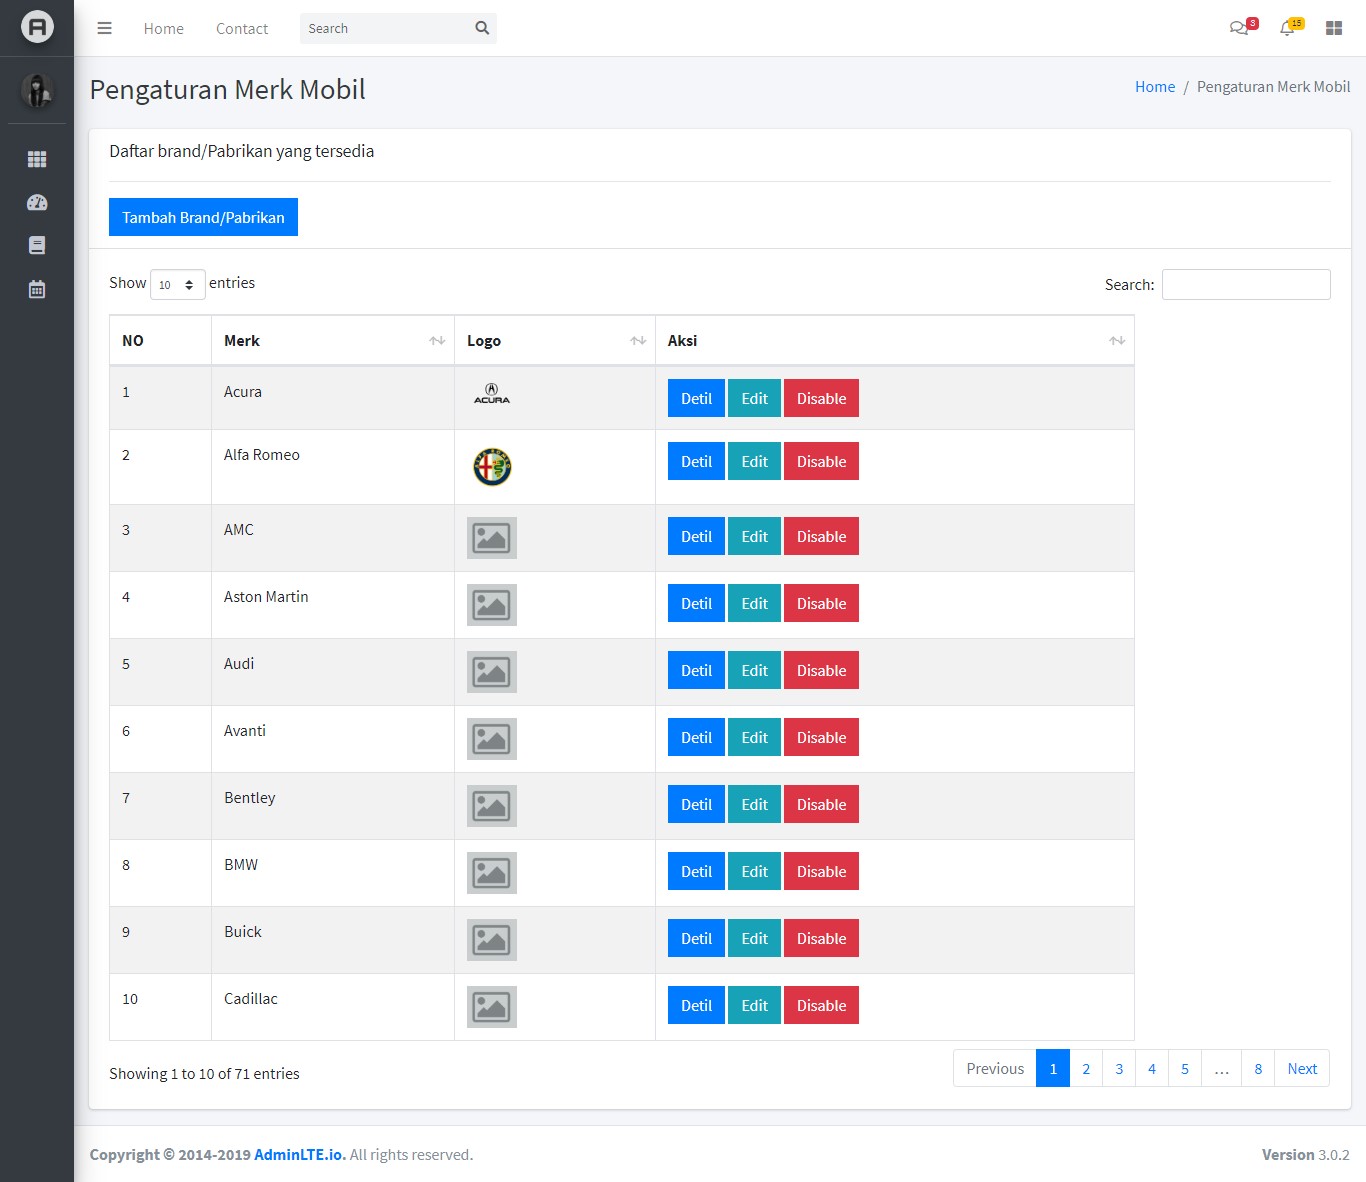 Home Contact Search 3 15
Pengaturan Merk Mobil
Home / Pengaturan Merk Mobil
Daftar brand/Pabrikan yang tersedia
Tambah Brand/Pabrikan
Show 10 entries
Search:
NO Merk Logo Aksi
1 Acura ACURA Detil Edit Disable
2 Alfa Romeo Detil Edit Disable
3 AMC Detil Edit Disable
4 Aston Martin Detil Edit Disable
5 Audi Detil Edit Disable
6 Avanti Detil Edit Disable
7 Bentley Detil Edit Disable
8 BMW Detil Edit Disable
9 Buick Detil Edit Disable
10 Cadillac Detil Edit Disable
Showing 1 to 10 of 71 entries
Previous 1 2 3 4 5 … 8 Next
Copyright © 2014-2019 AdminLTE.io. All rights reserved.
Version 3.0.2